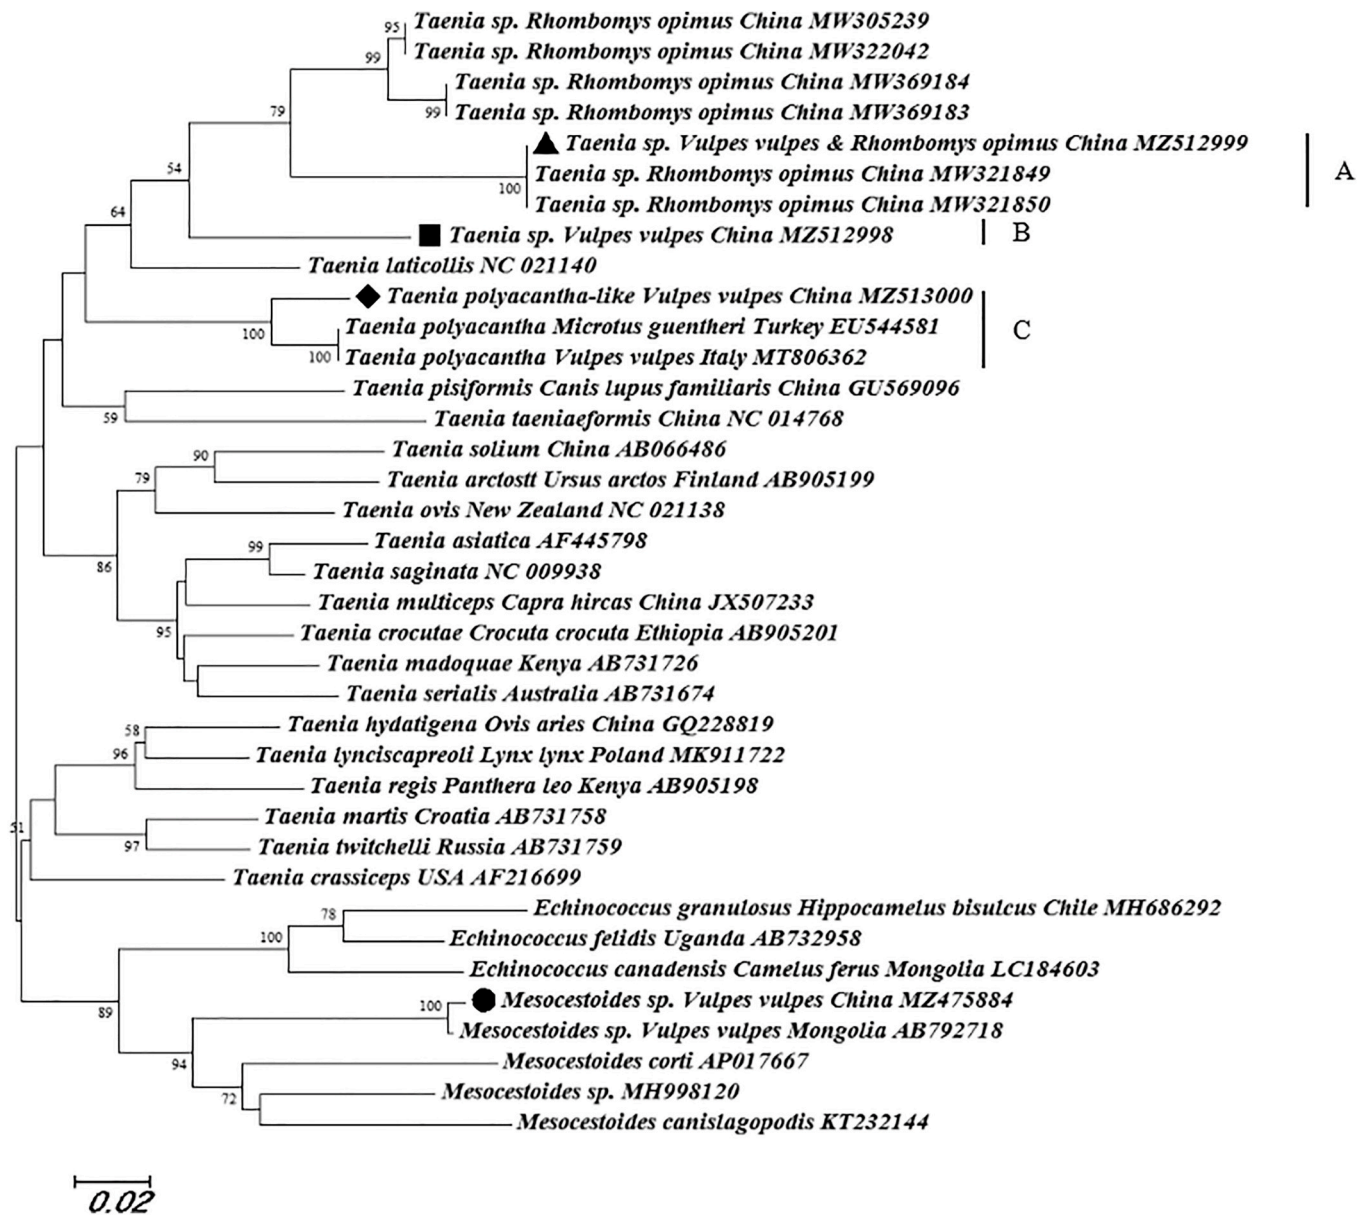 95
Taenia sp. Rhombomys opimus China MW305239
Taenia sp. Rhombomys opimus China MW322042
99
Taenia sp. Rhombomys opimus China MW369184
Taenia sp. Rhombomys opimus China MW369183
99
79
Taenia sp. Vulpes vulpes & Rhombomys opimus China MZ512999
Taenia sp. Rhombomys opimus China MW321849
A
54
100
Taenia sp. Rhombomys opimus China MW321850
64
Taenia sp. Vulpes vulpes China MZ512998
B
Taenia laticollis NC 021140
Taenia polyacantha-like Vulpes vulpes China MZ513000
100
Taenia polyacantha Microtus guentheri Turkey EU544581
C
100
Taenia polyacantha Vulpes vulpes Italy MT806362
Taenia pisiformis Canis lupus familiaris China GU569096
59
Taenia taeniaeformis China NC 014768
90
Taenia solium China AB066486
79
Taenia arctostt Ursus arctos Finland AB905199
Taenia ovis New Zealand NC 021138
99
Taenia asiatica AF445798
86
Taenia saginata NC 009938
Taenia multiceps Capra hircas China JX507233
95
Taenia crocutae Crocuta crocuta Ethiopia AB905201
Taenia madoquae Kenya AB731726
Taenia serialis Australia AB731674
58
Taenia hydatigena Ovis aries China GQ228819
96
Taenia lynciscapreoli Lynx lynx Poland MK911722
Taenia regis Panthera leo Kenya AB905198
Taenia martis Croatia AB731758
51
97
Taenia twitchelli Russia AB731759
Taenia crassiceps USA AF216699
78
Echinococcus granulosus Hippocamelus bisulcus Chile MH686292
100
Echinococcus felidis Uganda AB732958
Echinococcus canadensis Camelus ferus Mongolia LC184603
89
100
Mesocestoides sp. Vulpes vulpes China MZ475884
Mesocestoides sp. Vulpes vulpes Mongolia AB792718
94
Mesocestoides corti AP017667
72
Mesocestoides sp. MH998120
Mesocestoides canislagopodis KT232144
0.02